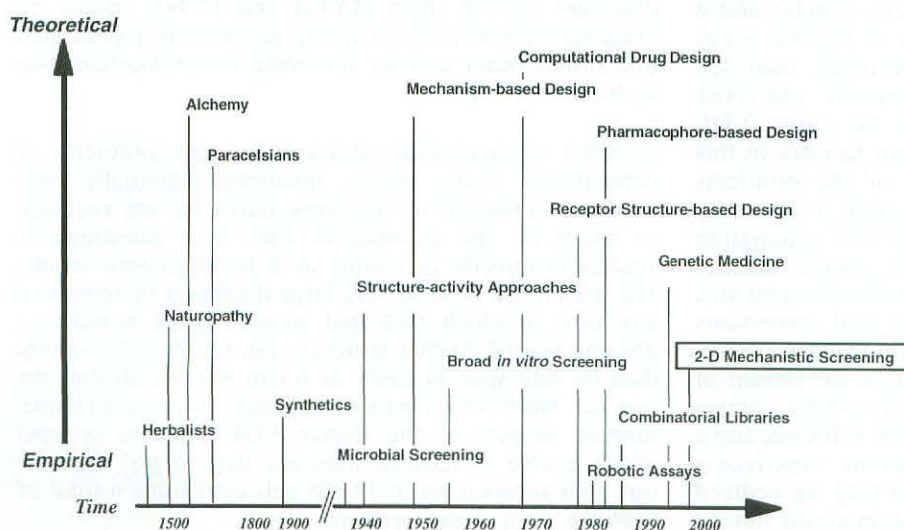 Theoretical
Computational Drug Design
Mechanism-based Design
Alchemy
Pharmacophore-based Design
Paracelsians
Receptor Structure-based Design
Genetic Medicine
Structure-activity Approaches
Naturopathy
Broad In vitro Screening
2-D Mechanistic Screening
Synthetics
Combinatorial Libraries
Herbalists
Microbial Screening
Robotic Assays
Empirical
Time
1500
1800
1900
1940
1950
1960
1970
1980
1990
2000